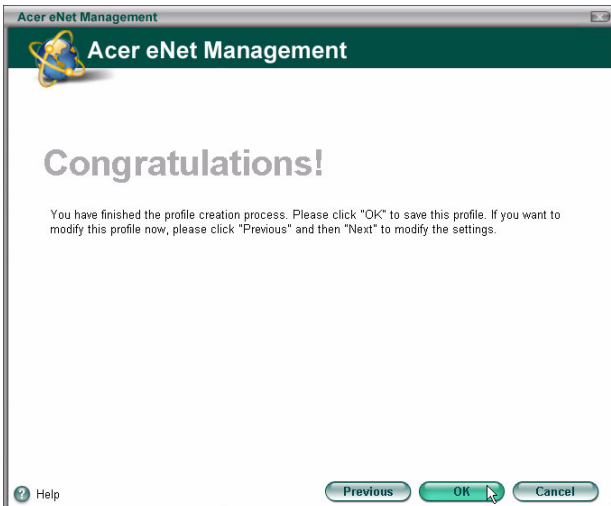 Acer eNet Management
Acer eNet Management
Congratulations!
You have finished the profile creation process. Please click "OK" to save this profile. If you want to
modify this profile now, please click "Previous" and then "Next" to modify the settings.
? Help
Previous
OK
Cancel